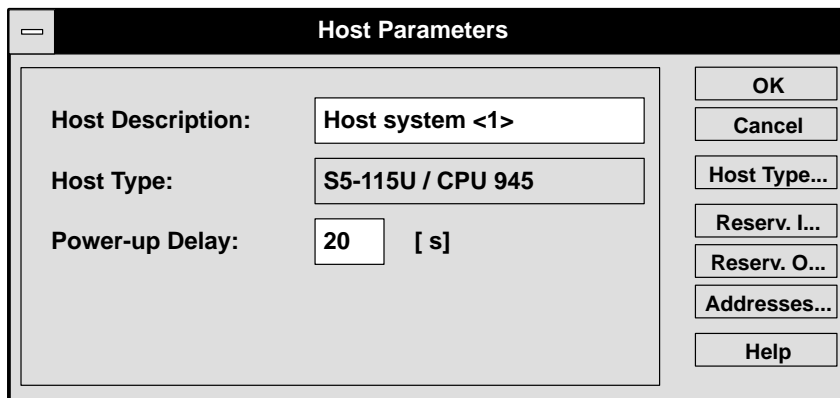 Host Parameters
Host Description: Host system <1>
Host Type: S5-115U / CPU 945
Power-up Delay: 20 [ s]
OK
Cancel
Host Type...
Reserv. I...
Reserv. O...
Addresses...
Help